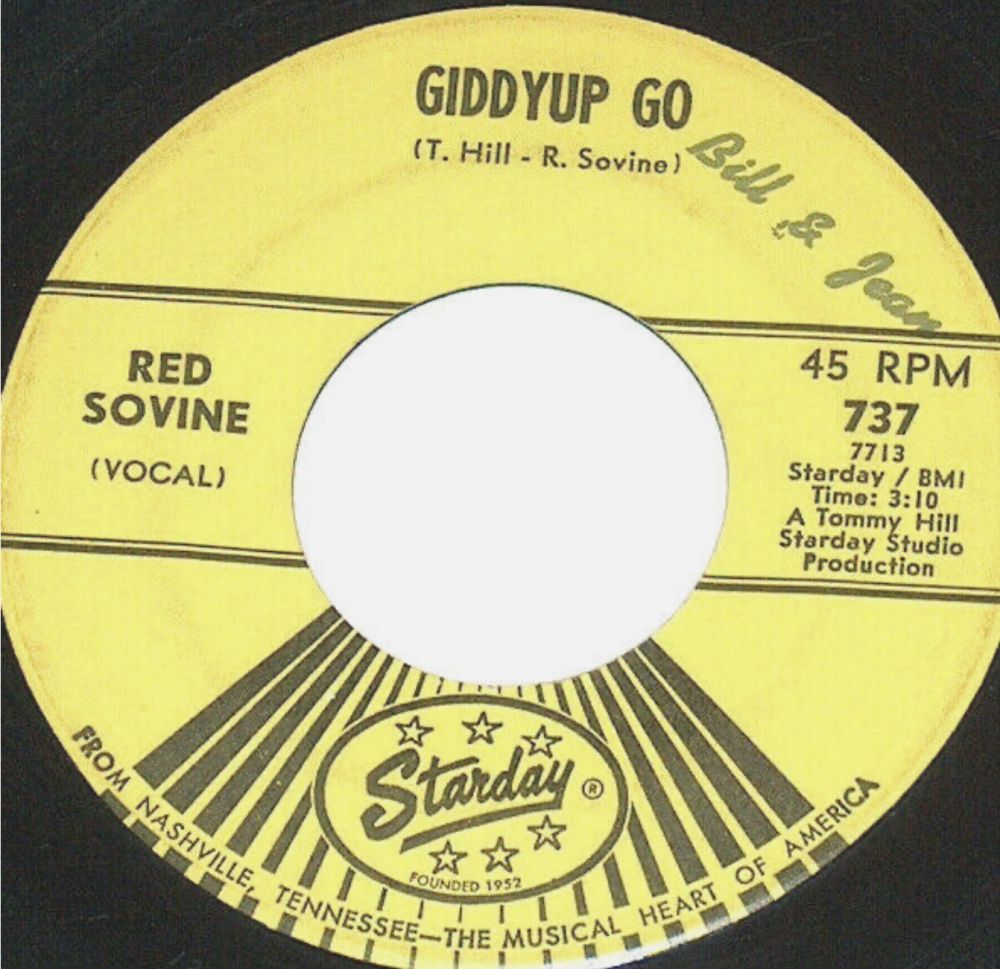 GIDDYUP GO
(T. Hill - R. Sovine)
Bill & Jean
RED
SOVINE
(VOCAL)
45 RPM
737
7713
Starday / BMI
Time: 3:10
A Tommy Hill
Starday Studio
Production
Starday ®
FOUNDED 1952
FROM NASHVILLE, TENNESSEE—THE MUSICAL HEART OF AMERICA